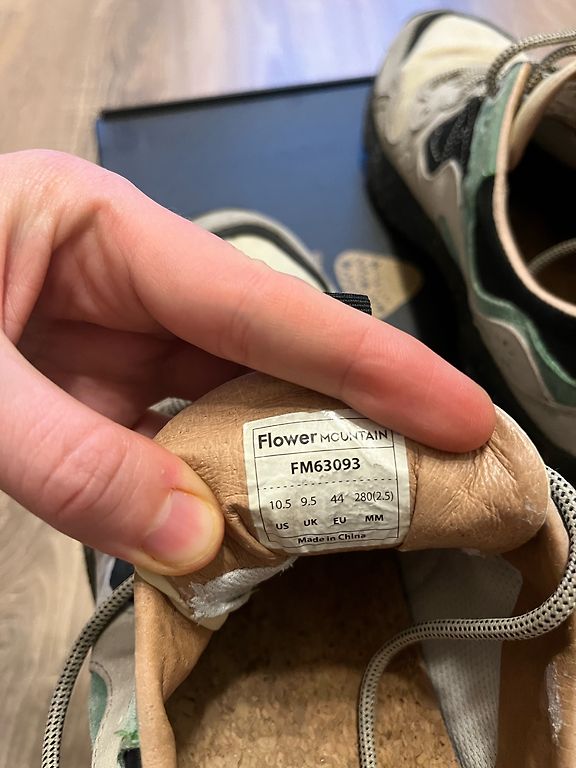 Flower MOUNTAIN
FM63093
10.5 9.5 44 280(2.5)
US UK EU MM
Made in China